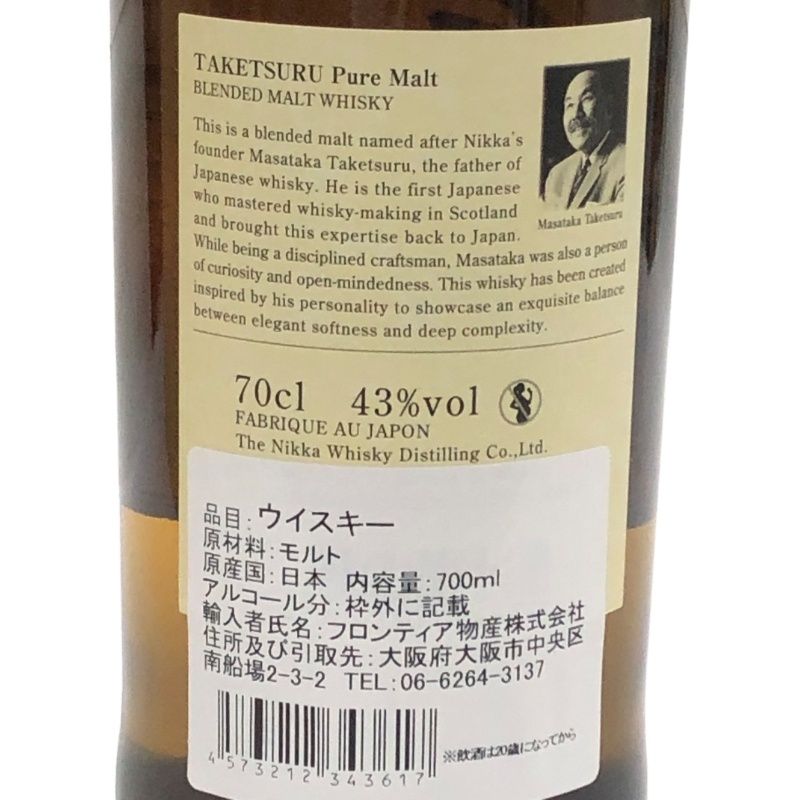 TAKETSURU Pure Malt
BLENDED MALT WHISKY
This is a blended malt named after Nikka's
founder Masataka Taketsuru, the father of
Japanese whisky. He is the first Japanese
who mastered whisky-making in Scotland
and brought this expertise back to Japan.
Masataka Taketsuru
While being a disciplined craftsman, Masataka was also a person
of curiosity and open-mindedness. This whisky has been created
inspired by his personality to showcase an exquisite balance
between elegant softness and deep complexity.
70cl 43%vol
FABRIQUE AU JAPON
The Nikka Whisky Distilling Co.,Ltd.
品目:ウイスキー
原材料:モルト
原産国:日本 内容量:700ml
アルコール分:枠外に記載
輸入者氏名:フロンティア物産株式会社
住所及び引取先:大阪府大阪市中央区
南船場2-3-2 TEL:06-6264-3137
4573212343617
※飲酒は20歳になってから